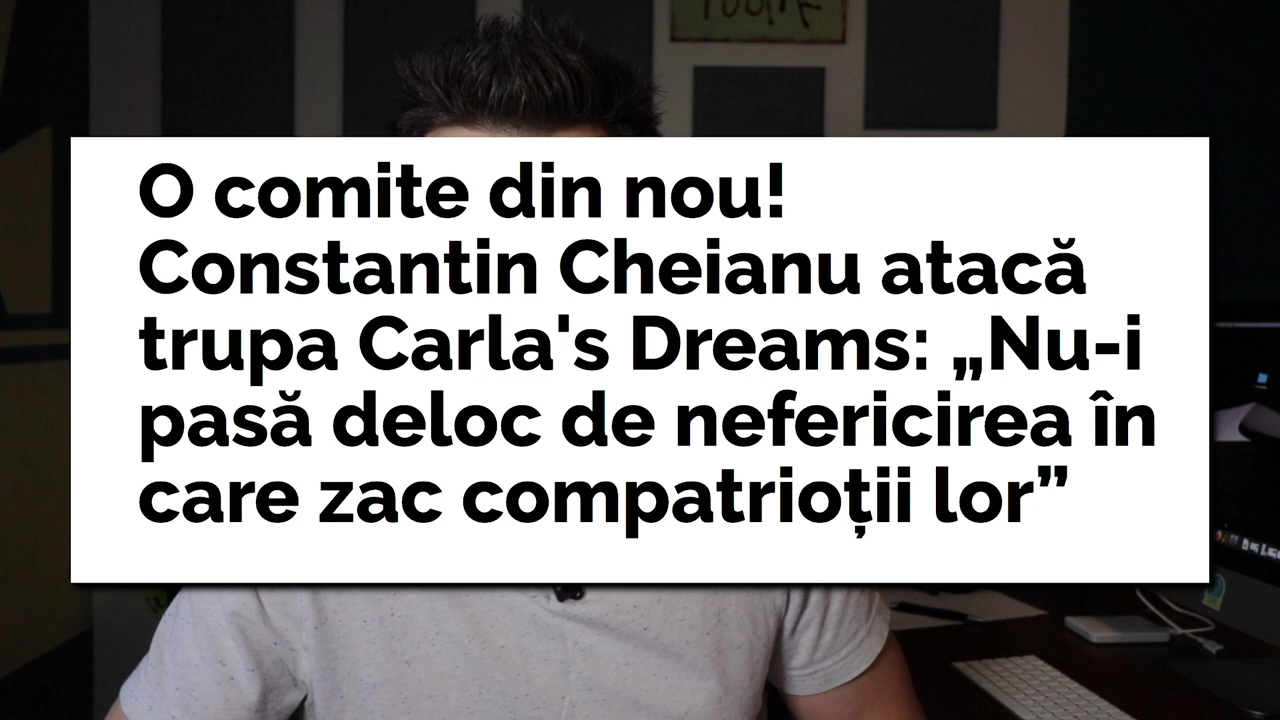 O comite din nou!
Constantin Cheianu atacă
trupa Carla's Dreams: „Nu-i
pasă deloc de nefericirea în
care zac compatrioții lor”